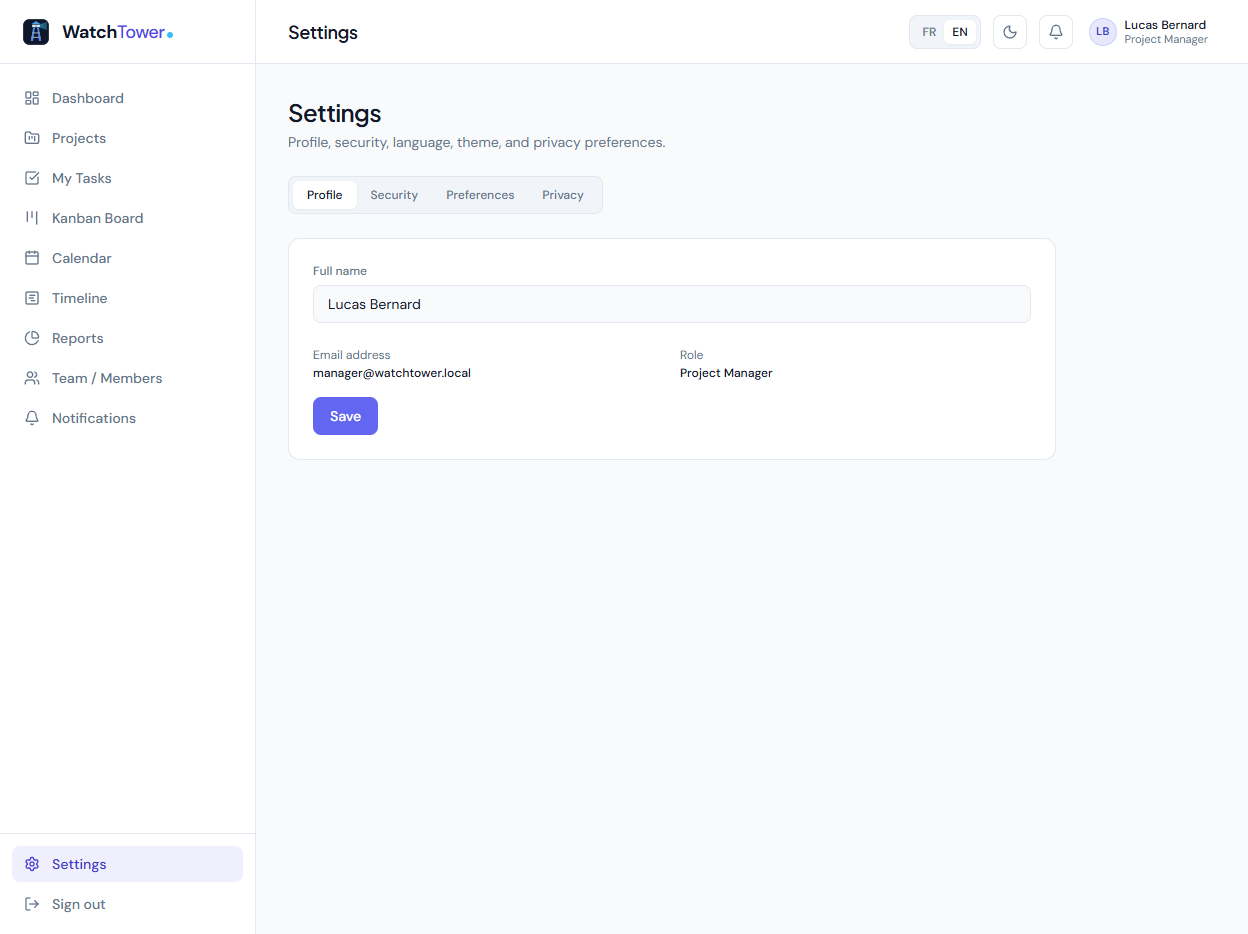 WatchTower
Settings
FR EN
LB
Lucas Bernard
Project Manager
Dashboard
Projects
My Tasks
Kanban Board
Calendar
Timeline
Reports
Team / Members
Notifications
Settings
Sign out
Settings
Profile, security, language, theme, and privacy preferences.
Profile Security Preferences Privacy
Full name
Lucas Bernard
Email address
manager@watchtower.local
Role
Project Manager
Save